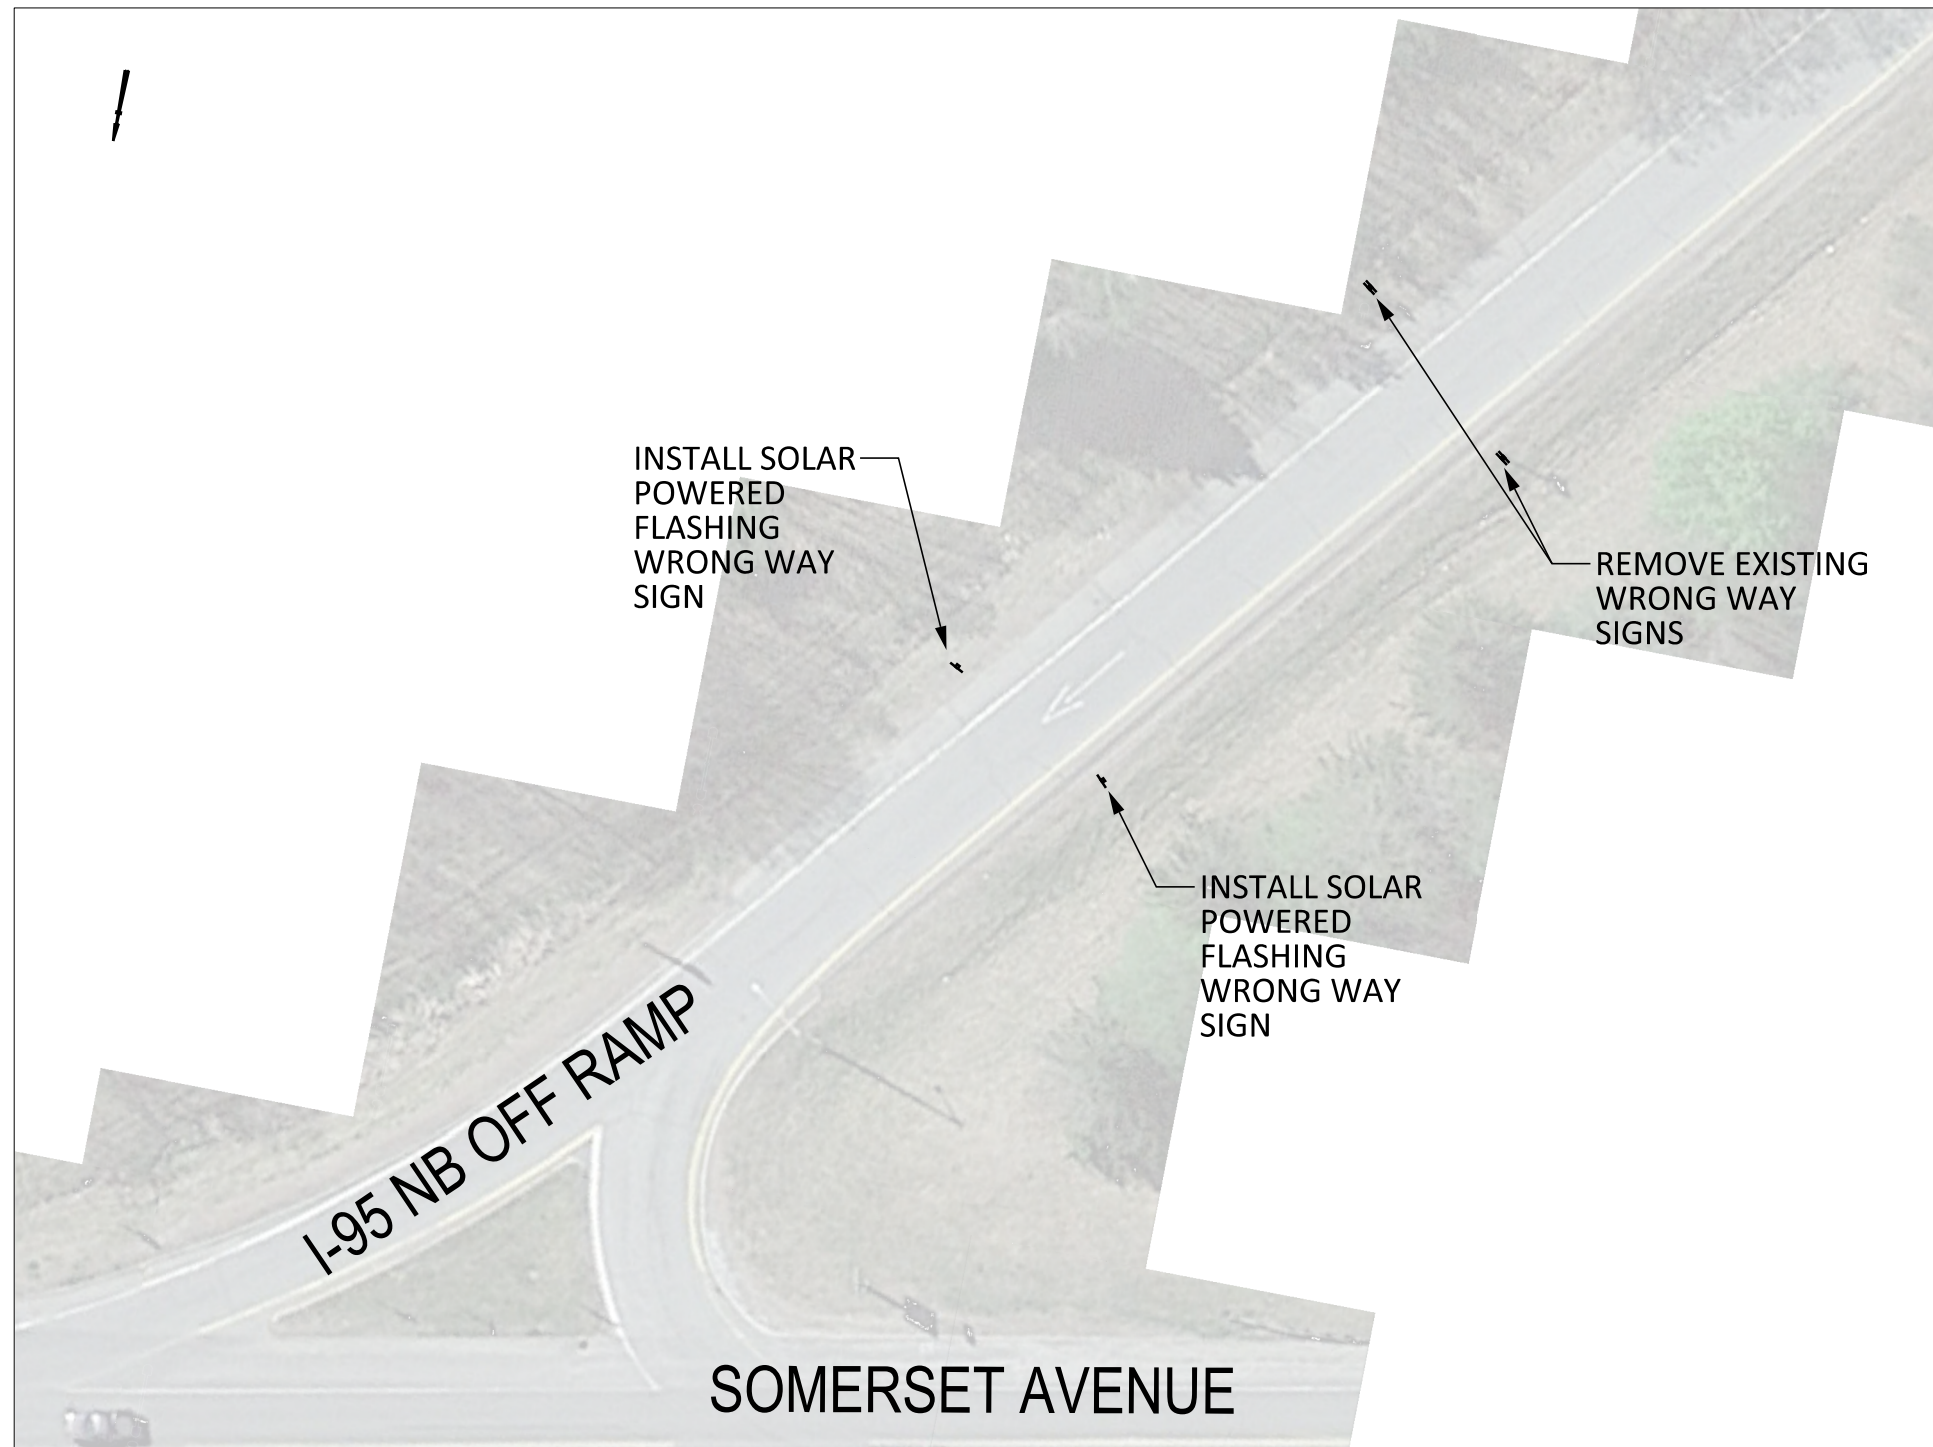 INSTALL SOLAR
POWERED
FLASHING
WRONG WAY
SIGN
REMOVE EXISTING
WRONG WAY
SIGNS
INSTALL SOLAR
POWERED
FLASHING
WRONG WAY
SIGN
I-95 NB OFF RAMP
SOMERSET AVENUE